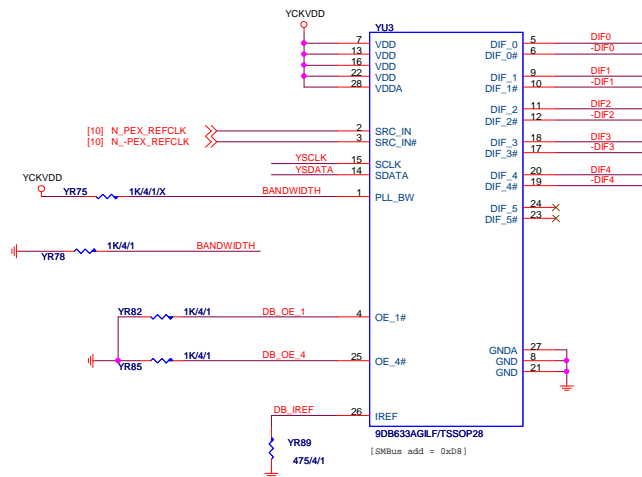 YCKVDD
YU3
7 VDD DIF_0 5 DIF0
13 VDD DIF_0# 6 -DIF0
16 VDD
22 VDD DIF_1 9 DIF1
28 VDDA DIF_1# 10 -DIF1
DIF_2 11 DIF2
DIF_2# 12 -DIF2
[10] N_PEX_REFCLK 2 SRC_IN
[10] N_-PEX_REFCLK 3 SRC_IN# DIF_3 18 DIF3
DIF_3# 17 -DIF3
YSCLK 15 SCLK
YSDATA 14 SDATA DIF_4 20 DIF4
DIF_4# 19 -DIF4
YCKVDD
YR75 1K/4/1/X BANDWIDTH 1 PLL_BW
DIF_5 24
DIF_5# 23
YR78 1K/4/1 BANDWIDTH
YR82 1K/4/1 DB_OE_1 4 OE_1#
GNDA 27
YR85 1K/4/1 DB_OE_4 25 OE_4# GND 8
GND 21
DB_IREF 26 IREF
YR89
475/4/1
9DB633AGILF/TSSOP28
[SMBus add = 0xD8]